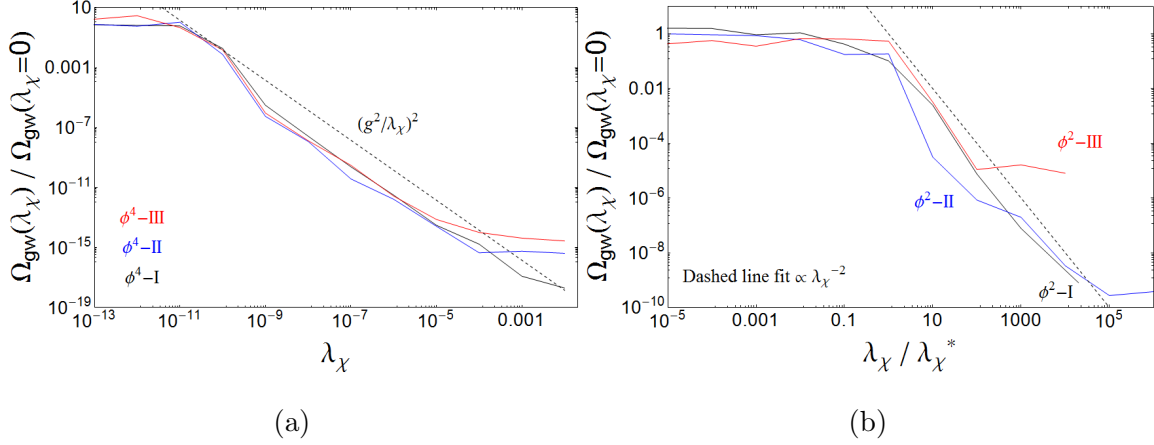 Ω_gw(λ_χ) / Ω_gw(λ_χ=0)
10
0.001
10⁻⁷
10⁻¹¹
10⁻¹⁵
10⁻¹⁹
(g²/λ_χ)²
ϕ⁴−III
ϕ⁴−II
ϕ⁴−I
10⁻¹³ 10⁻¹¹ 10⁻⁹ 10⁻⁷ 10⁻⁵ 0.001
λ_χ
(a)
Ω_gw(λ_χ) / Ω_gw(λ_χ=0)
1
0.01
10⁻⁴
10⁻⁶
10⁻⁸
10⁻¹⁰
ϕ²−III
ϕ²−II
ϕ²−I
Dashed line fit ∝ λ_χ⁻²
10⁻⁵ 0.001 0.1 10 1000 10⁵
λ_χ / λ_χ*
(b)